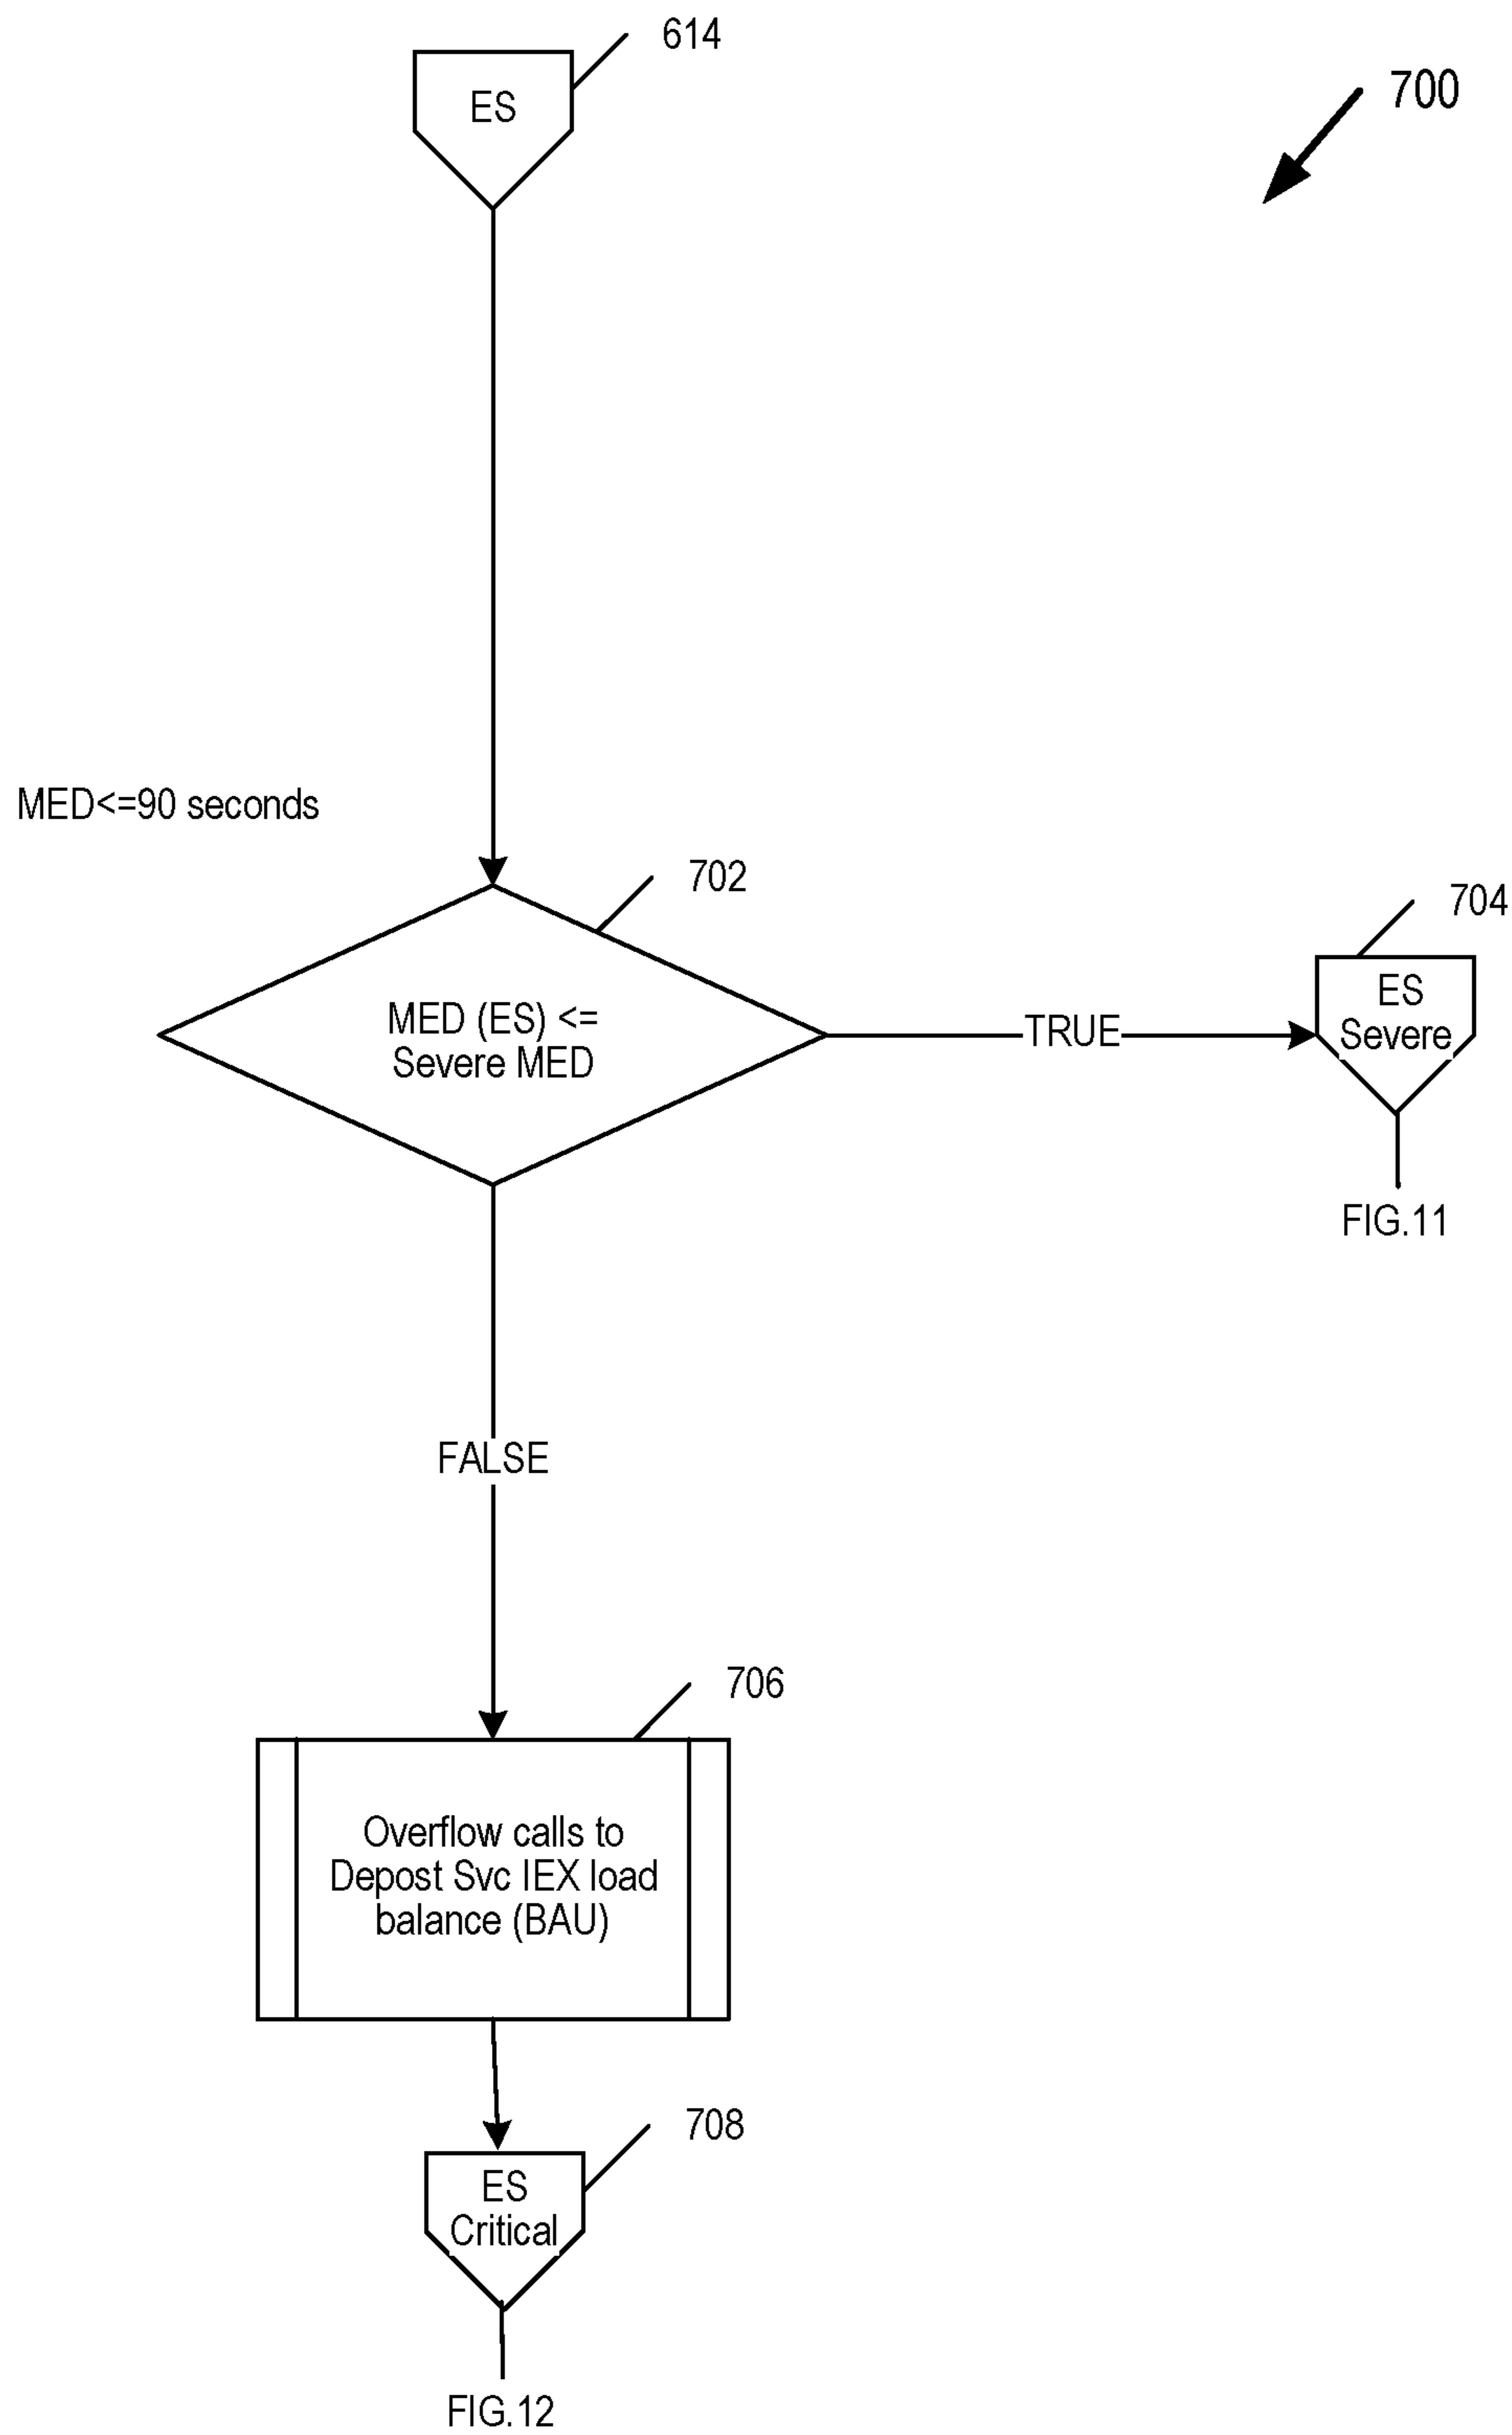 614
ES
700
MED<=90 seconds
702
704
MED (ES) <=
Severe MED
TRUE
ES
Severe
FIG.11
FALSE
706
Overflow calls to
Depost Svc IEX load
balance (BAU)
708
ES
Critical
FIG.12